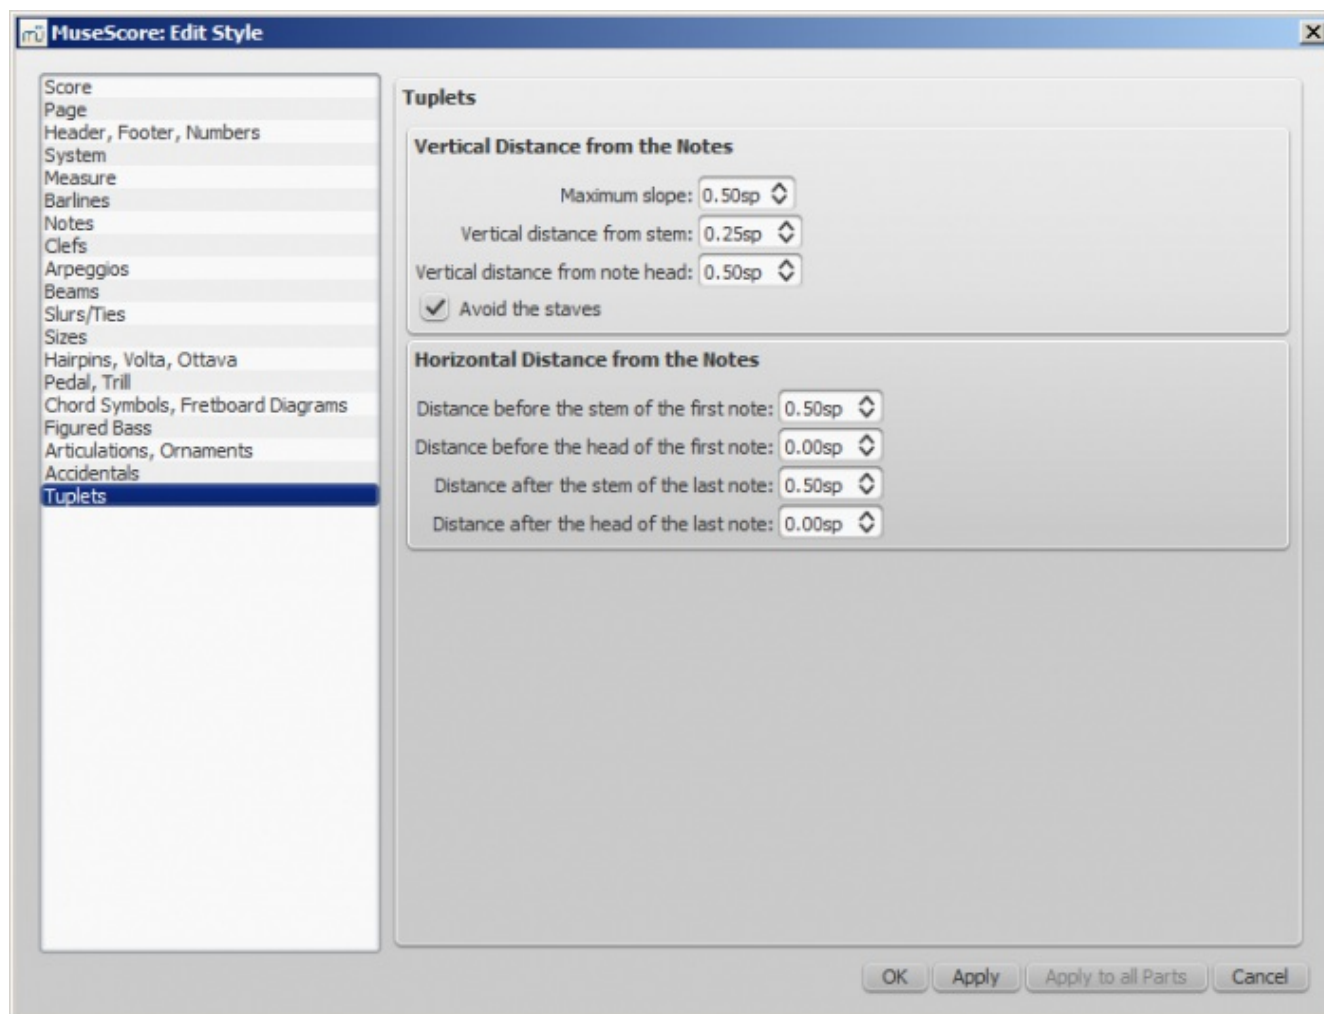 mü MuseScore: Edit Style
Score
Page
Header, Footer, Numbers
System
Measure
Barlines
Notes
Clefs
Arpeggios
Beams
Slurs/Ties
Sizes
Hairpins, Volta, Ottava
Pedal, Trill
Chord Symbols, Fretboard Diagrams
Figured Bass
Articulations, Ornaments
Accidentals
Tuplets
Tuplets
Vertical Distance from the Notes
Maximum slope: 0.50sp
Vertical distance from stem: 0.25sp
Vertical distance from note head: 0.50sp
Avoid the staves
Horizontal Distance from the Notes
Distance before the stem of the first note: 0.50sp
Distance before the head of the first note: 0.00sp
Distance after the stem of the last note: 0.50sp
Distance after the head of the last note: 0.00sp
OK Apply Apply to all Parts Cancel